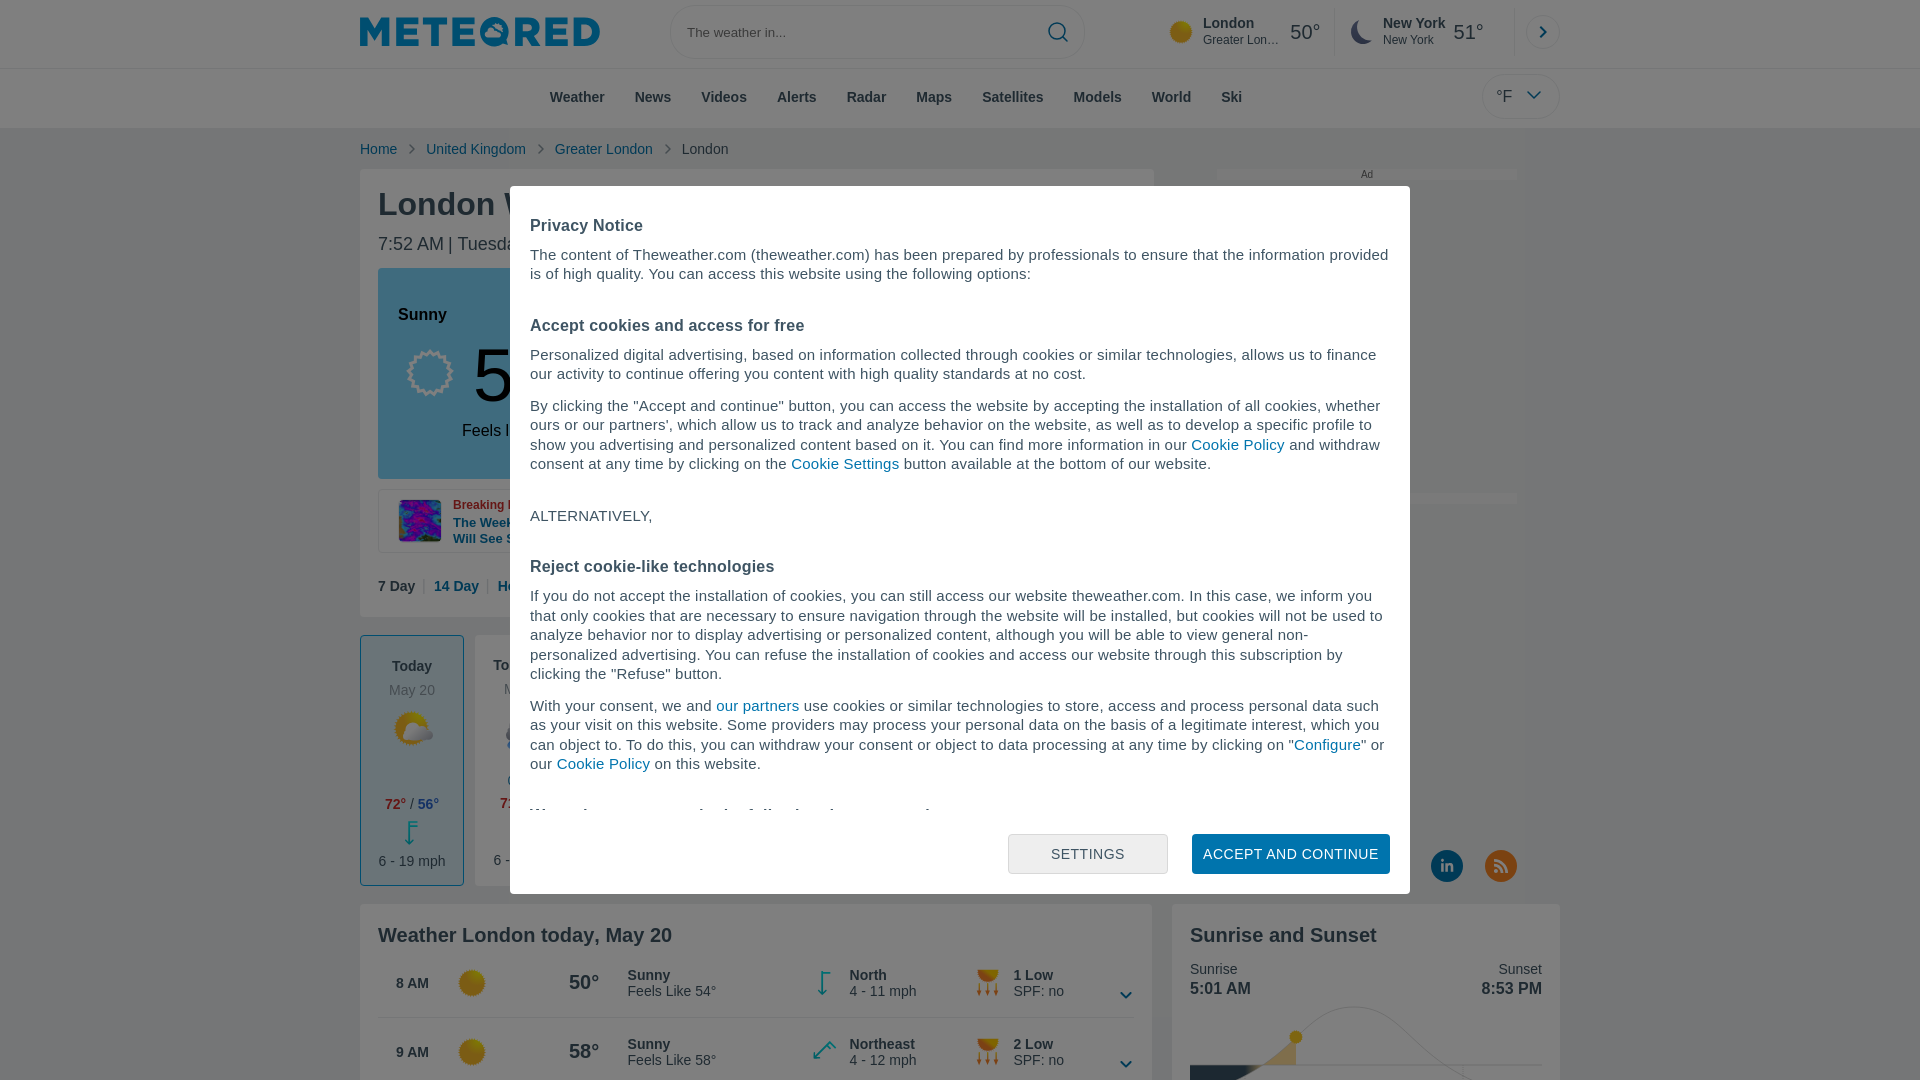 METEORED
The weather in...
London
Greater Lon...
50°
New York
New York
51°
Weather News Videos Alerts Radar Maps Satellites Models World Ski
°F
Home United Kingdom Greater London London
Ad
London
7:52 AM | Tuesda
Sunny
5
Feels l
Breaking
The Week
Will See S
7 Day 14 Day
Privacy Notice
The content of Theweather.com (theweather.com) has been prepared by professionals to ensure that the information provided
is of high quality. You can access this website using the following options:
Accept cookies and access for free
Personalized digital advertising, based on information collected through cookies or similar technologies, allows us to finance
our activity to continue offering you content with high quality standards at no cost.
By clicking the "Accept and continue" button, you can access the website by accepting the installation of all cookies, whether
ours or our partners', which allow us to track and analyze behavior on the website, as well as to develop a specific profile to
show you advertising and personalized content based on it. You can find more information in our Cookie Policy and withdraw
consent at any time by clicking on the Cookie Settings button available at the bottom of our website.
ALTERNATIVELY,
Reject cookie-like technologies
If you do not accept the installation of cookies, you can still access our website theweather.com. In this case, we inform you
that only cookies that are necessary to ensure navigation through the website will be installed, but cookies will not be used to
analyze behavior nor to display advertising or personalized content, although you will be able to view general non-
personalized advertising. You can refuse the installation of cookies and access our website through this subscription by
clicking the "Refuse" button.
With your consent, we and our partners use cookies or similar technologies to store, access and process personal data such
as your visit on this website. Some providers may process your personal data on the basis of a legitimate interest, which you
can object to. To do this, you can withdraw your consent or object to data processing at any time by clicking on "Configure" or
our Cookie Policy on this website.
SETTINGS
ACCEPT AND CONTINUE
Today
May 20
72° / 56°
6 - 19 mph
To
6 -
Weather London today, May 20
8 AM 50° Sunny North 1 Low
Feels Like 54° 4 - 11 mph SPF: no
9 AM 58° Sunny Northeast 2 Low
Feels Like 58° 4 - 12 mph SPF: no
Sunrise and Sunset
Sunrise Sunset
5:01 AM 8:53 PM